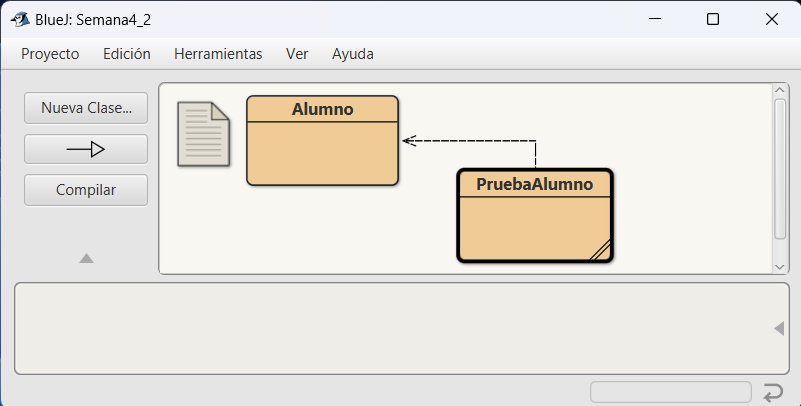 BlueJ: Semana4_2
Proyecto Edición Herramientas Ver Ayuda
Nueva Clase...
Compilar
Alumno
PruebaAlumno